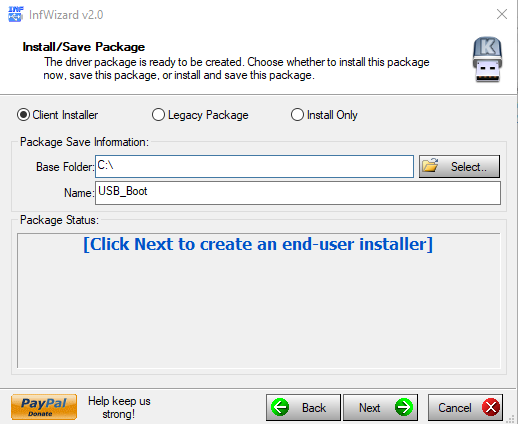 InfWizard v2.0
Install/Save Package
The driver package is ready to be created. Choose whether to install this package
now, save this package, or install and save this package.
Client Installer
Legacy Package
Install Only
Package Save Information:
Base Folder: C:\ Select..
Name: USB_Boot
Package Status:
[Click Next to create an end-user installer]
PayPal
Donate
Help keep us
strong!
Back
Next
Cancel